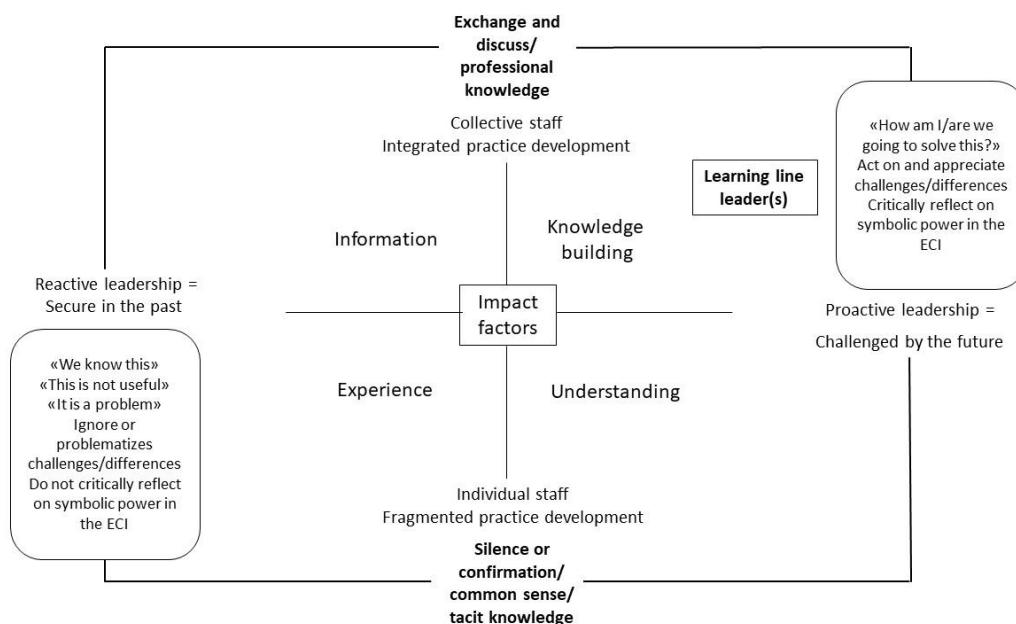 Exchange and
discuss/
professional
knowledge
Collective staff
Integrated practice development
«How am I/are we
going to solve this?»
Act on and appreciate
challenges/differences
Critically reflect on
symbolic power in the
ECI
Learning line
leader(s)
Information
Knowledge
building
Reactive leadership =
Secure in the past
Impact
factors
Proactive leadership =
Challenged by the future
«We know this»
«This is not useful»
«It is a problem»
Ignore or
problematizes
challenges/differences
Do not critically reflect
on symbolic power in
the ECI
Experience
Understanding
Individual staff
Fragmented practice development
Silence or
confirmation/
common sense/
tacit knowledge